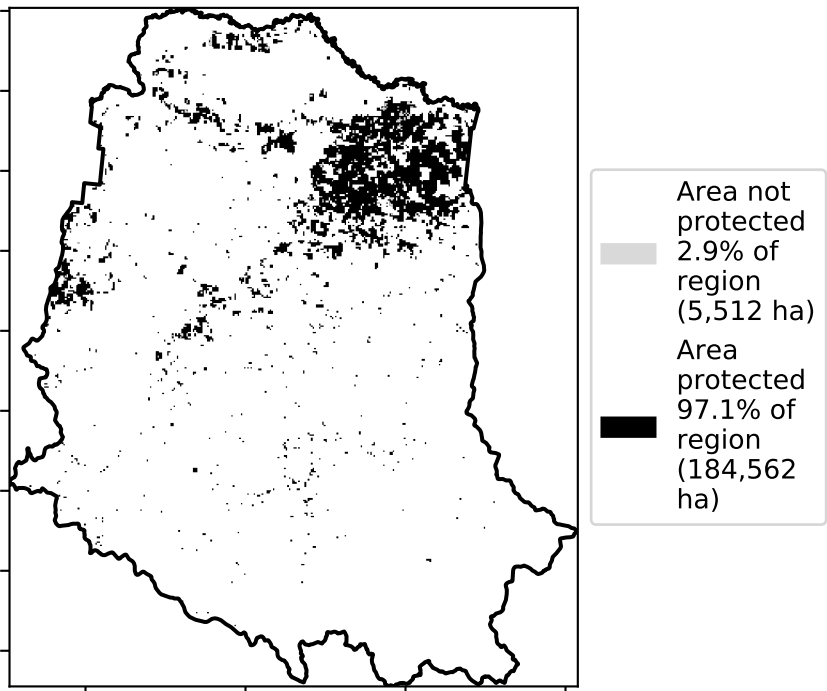 Area not
protected
2.9% of
region
(5,512 ha)
Area
protected
97.1% of
region
(184,562
ha)